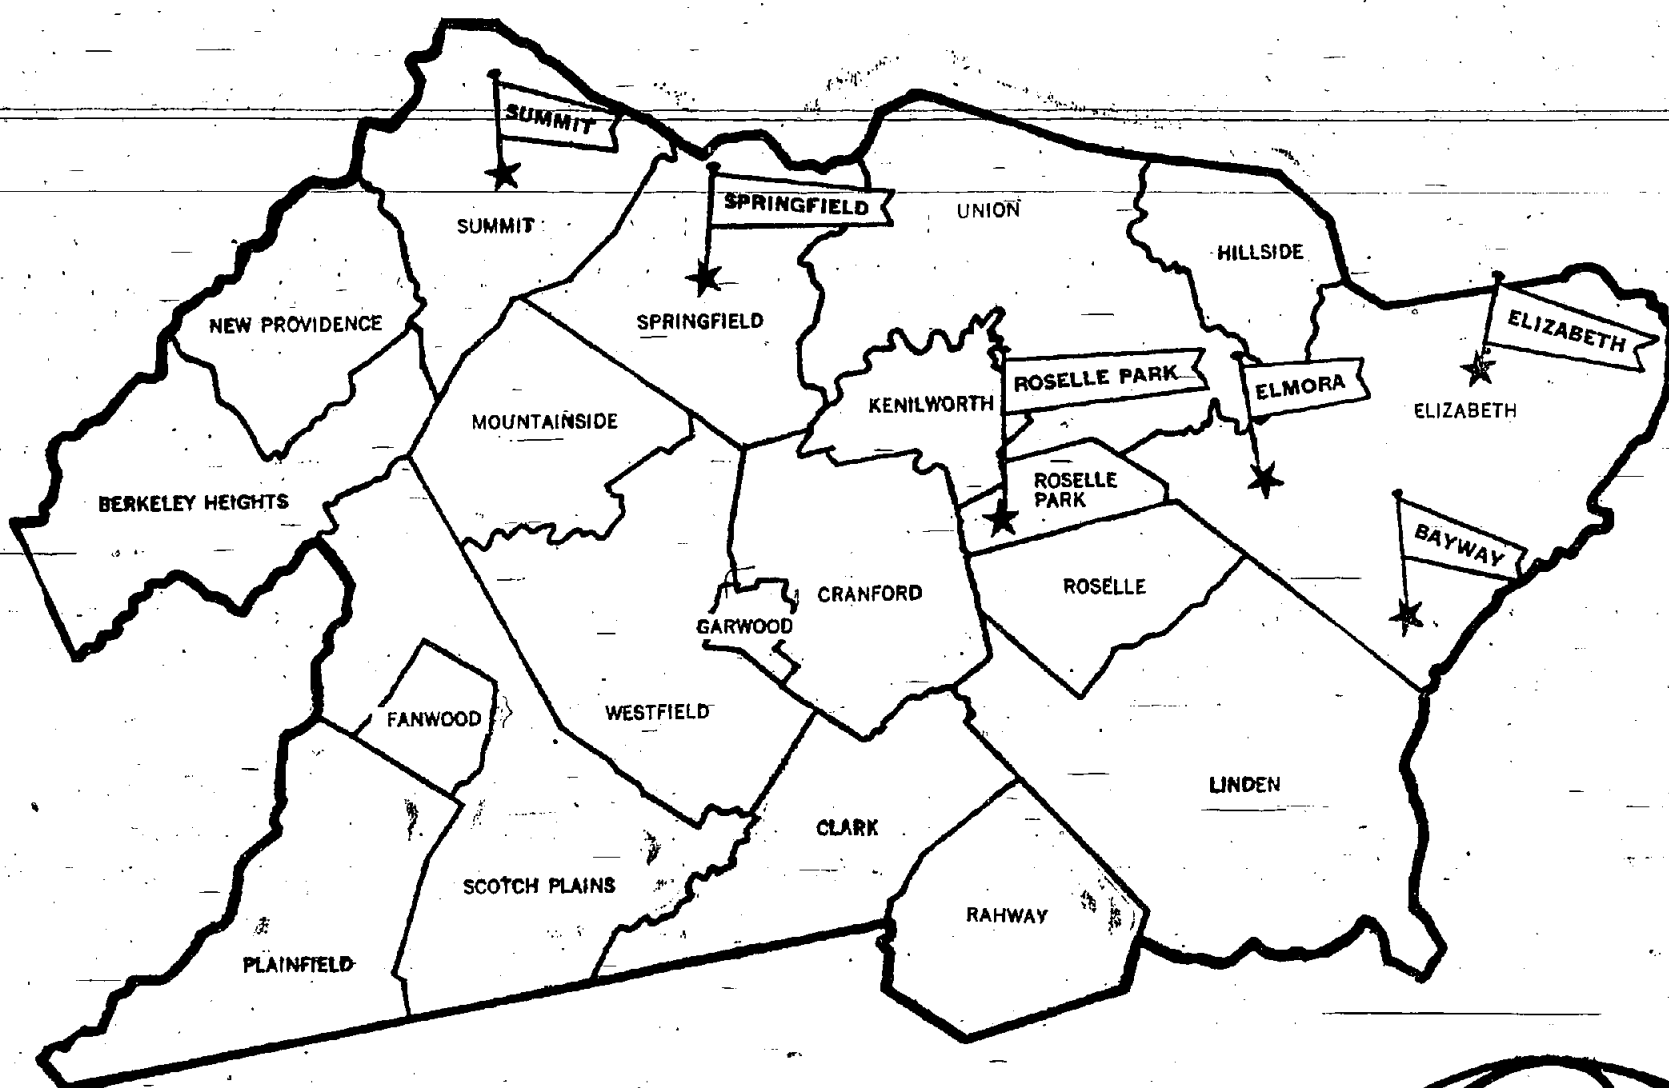 SUMMIT
SPRINGFIELD
UNION
SUMMIT
HILLSIDE
NEW PROVIDENCE
SPRINGFIELD
ELIZABETH
ROSELLE PARK
ELMORA
KENILWORTH
MOUNTAINSIDE
ELIZABETH
BERKELEY HEIGHTS
ROSELLE
PARK
BAYWAY
CRANFORD
ROSELLE
GARWOOD
FANWOOD
WESTFIELD
LINDEN
CLARK
SCOTCH PLAINS
RAHWAY
PLAINFIELD